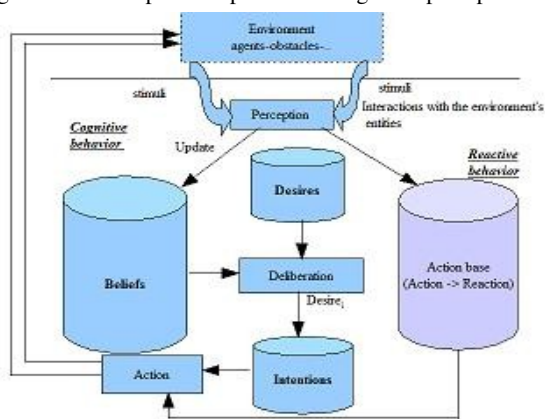 Environment
agents-obstacles-..
stimuli
stimuli
Interactions with the environment's
entities
Perception
Cognitive
behavior
Update
Reactive
behavior
Desires
Beliefs
Deliberation
Action base
(Action -> Reaction)
Desire_i
Action
Intentions